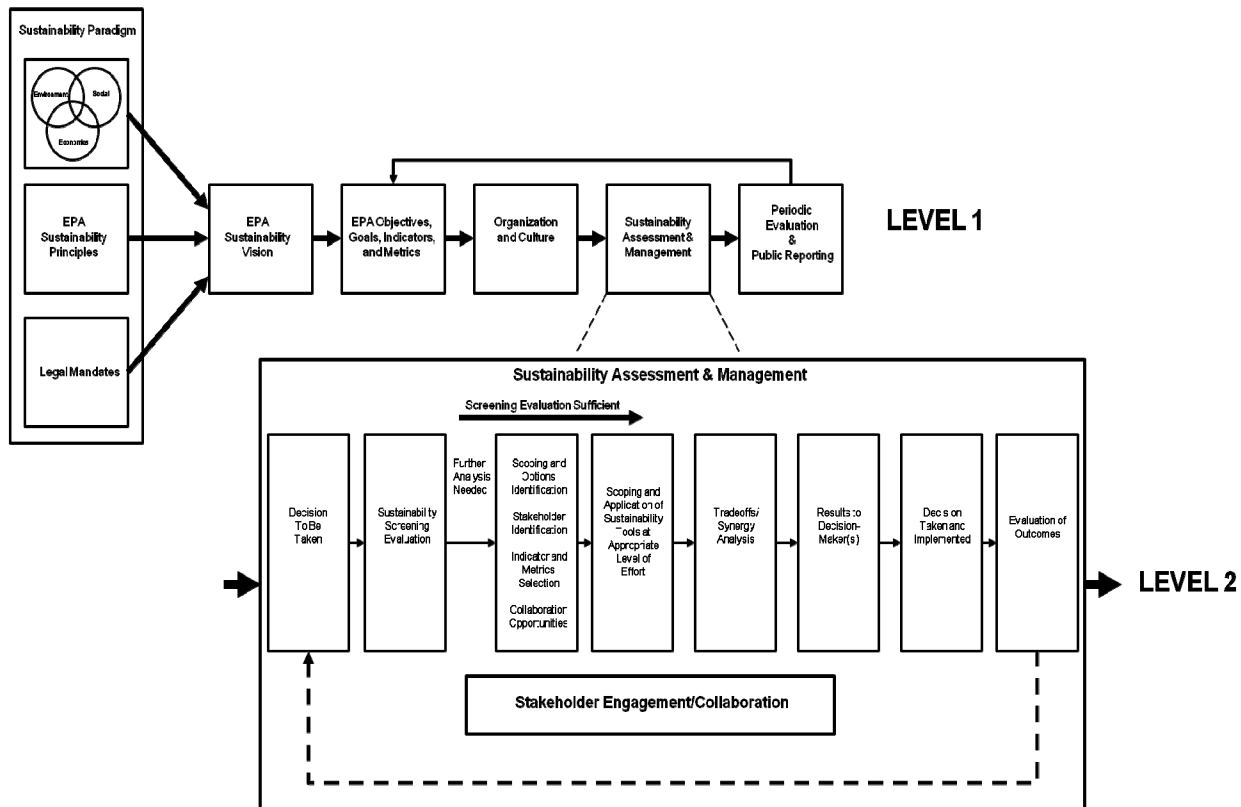 Sustainability Paradigm
Environment
Social
Economics
EPA
Sustainability
Principles
Legal Mandates
EPA
Sustainability
Vision
EPA Objectives,
Goals, Indicators,
and Metrics
Organization
and Culture
Sustainability
Assessment &
Management
Periodic
Evaluation
&
Public Reporting
LEVEL 1
Sustainability Assessment & Management
Screening Evaluation Sufficient
Decision
To Be
Taken
Sustainability
Screening
Evaluation
Further
Analysis
Needed
Scoping and
Options
Identification
Stakeholder
Identification
Indicator and
Metrics
Selection
Collaboration
Opportunities
Scoping and
Application of
Sustainability
Tools at
Appropriate
Level of
Effort
Tradeoffs/
Synergy
Analysis
Results to
Decision-
Maker(s)
Decision
Taken and
Implemented
Evaluation of
Outcomes
LEVEL 2
Stakeholder Engagement/Collaboration